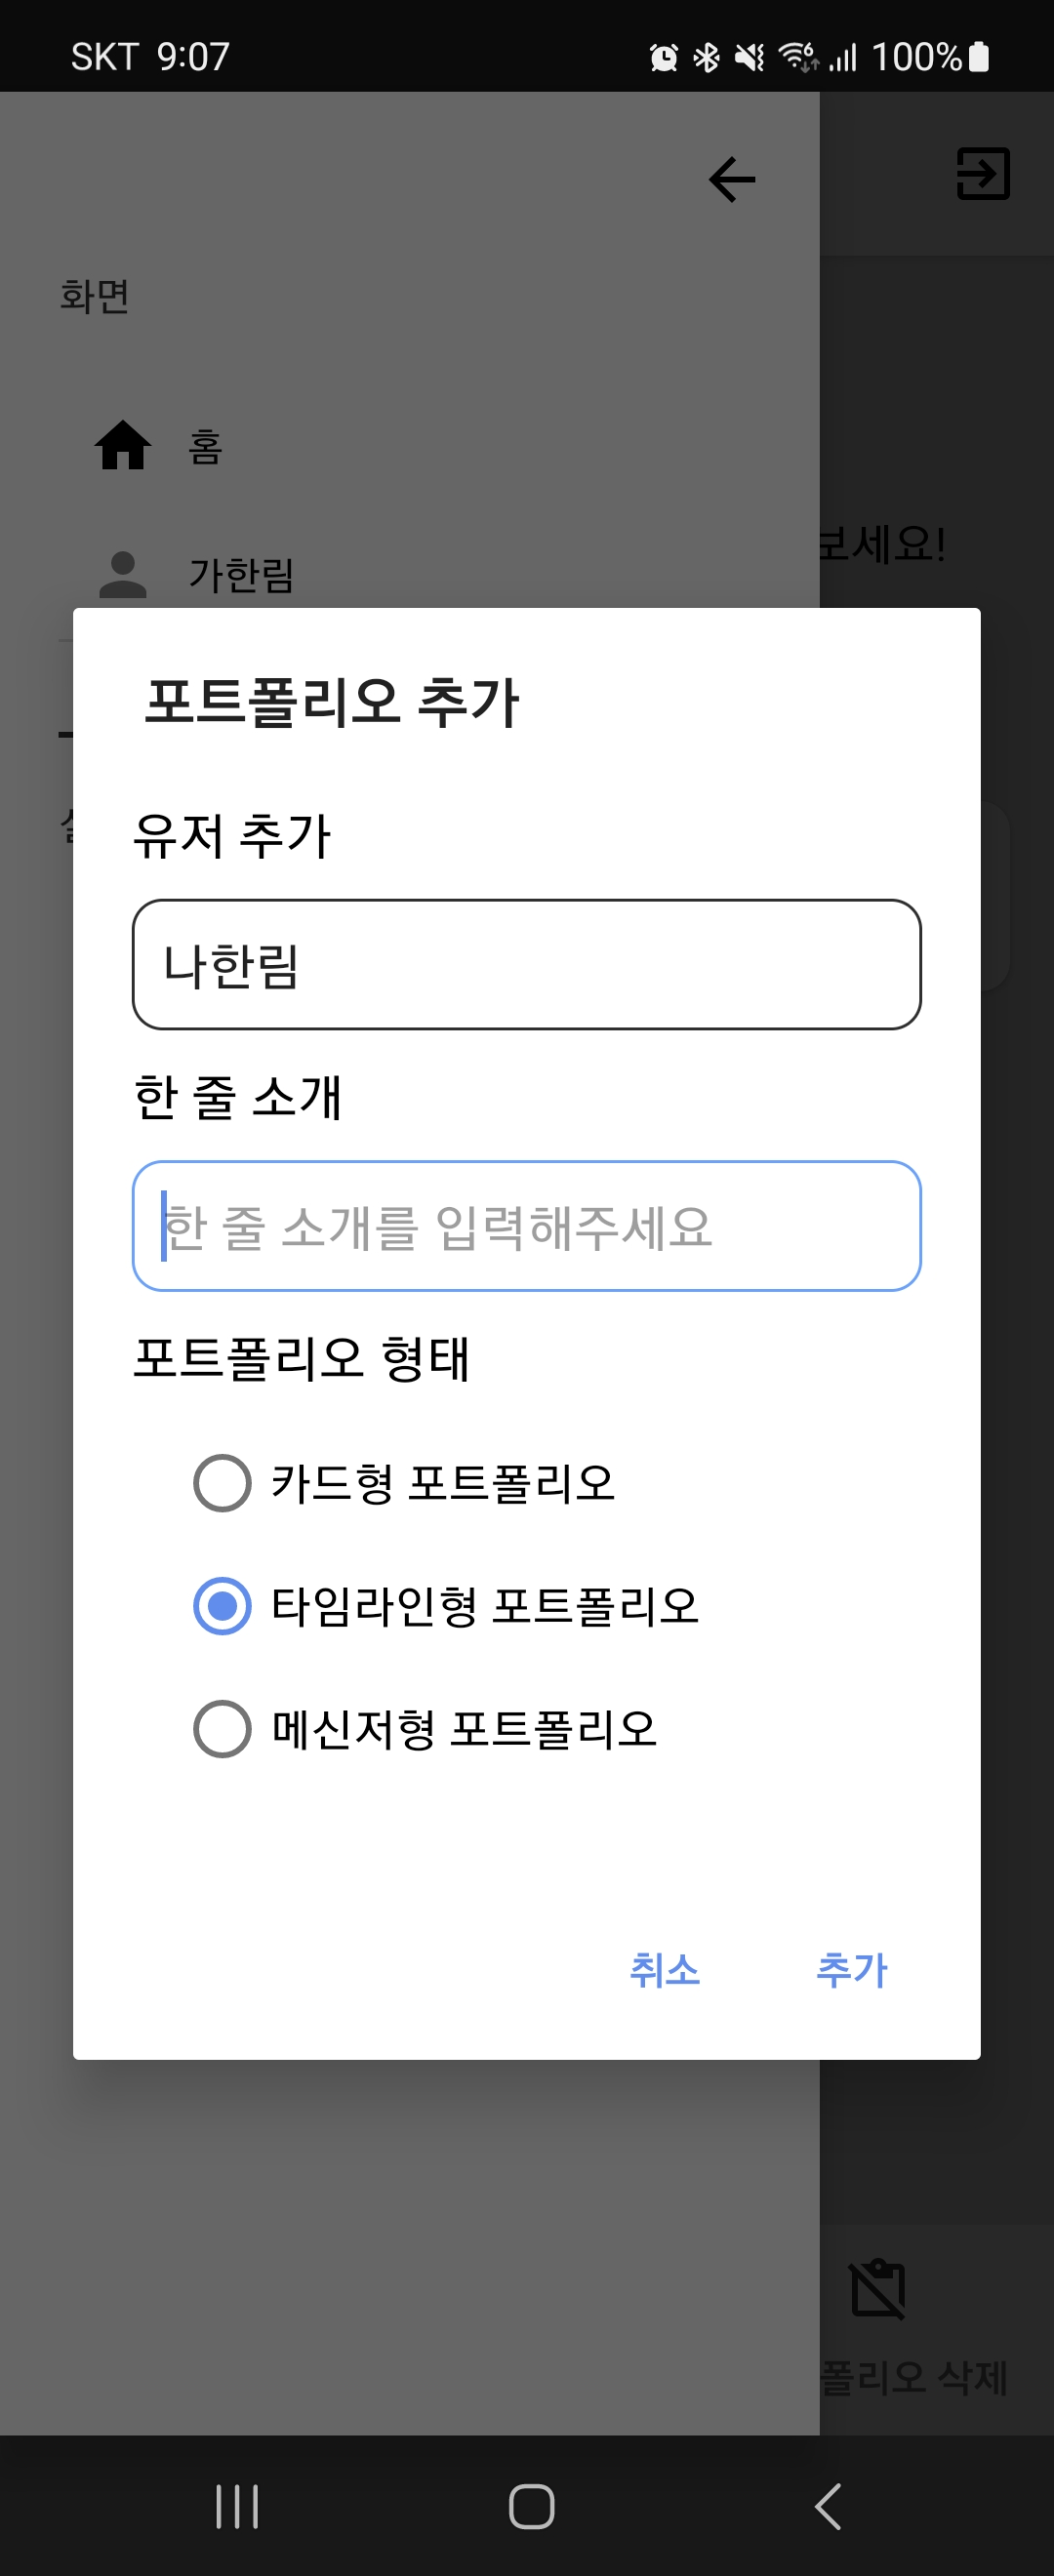 SKT 9:07 100%
화면
홈
보세요!
가한림
포트폴리오 추가
유저 추가
나한림
한 줄 소개
한 줄 소개를 입력해주세요
포트폴리오 형태
카드형 포트폴리오
타임라인형 포트폴리오
메신저형 포트폴리오
취소 추가
폴리오 삭제